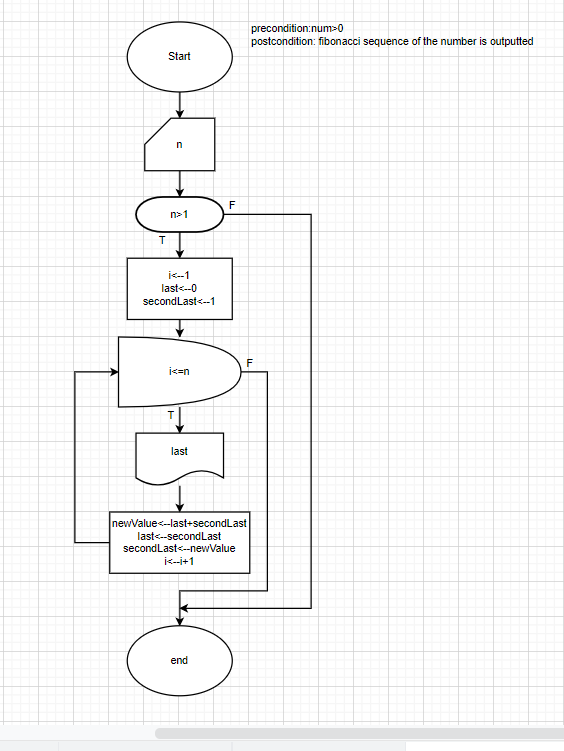 precondition:num>0
postcondition: fibonacci sequence of the number is outputted
Start
n
n>1
F
T
i<--1
last<--0
secondLast<--1
i<=n
F
T
last
newValue<--last+secondLast
last<--secondLast
secondLast<--newValue
i<--i+1
end